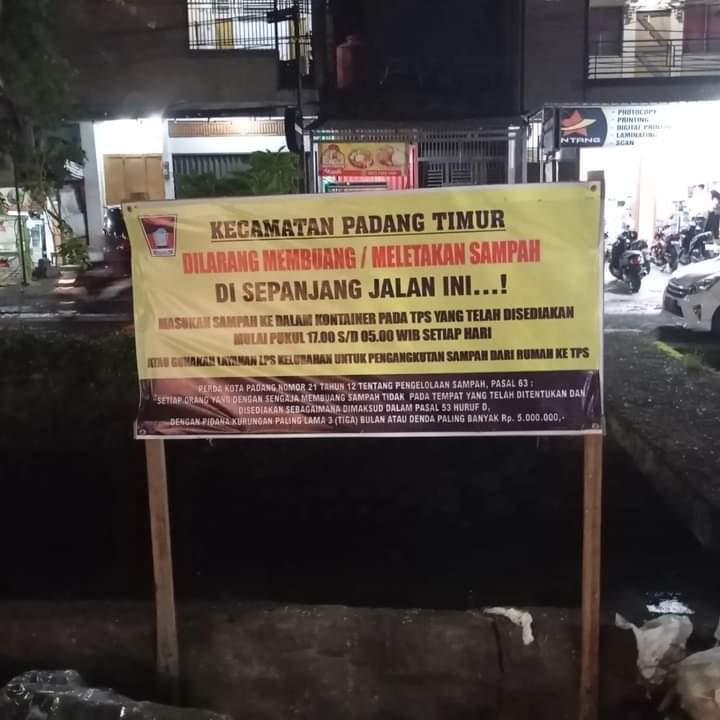 KECAMATAN PADANG TIMUR
DILARANG MEMBUANG / MELETAKAN SAMPAH
DI SEPANJANG JALAN INI...!
MASUKAN SAMPAH KE DALAM KONTAINER PADA TPS YANG TELAH DISEDIAKAN
MULAI PUKUL 17.00 S/D 05.00 WIB SETIAP HARI
ATAU GUNAKAN LAYANAN LPS KELURAHAN UNTUK PENGANGKUTAN SAMPAH DARI RUMAH KE TPS
PERDA KOTA PADANG NOMOR 21 TAHUN 12 TENTANG PENGELOLAAN SAMPAH, PASAL 63 :
"SETIAP ORANG YANG DENGAN SENGAJA MEMBUANG SAMPAH TIDAK PADA TEMPAT YANG TELAH DITENTUKAN DAN
DISEDIAKAN SEBAGAIMANA DIMAKSUD DALAM PASAL 53 HURUF D,
DENGAN PIDANA KURUNGAN PALING LAMA 3 (TIGA) BULAN ATAU DENDA PALING BANYAK Rp. 5.000.000,-
PHOTOCOPY
PRINTING
DIGITAL PRINTING
LAMINATING
SCAN
NTANG